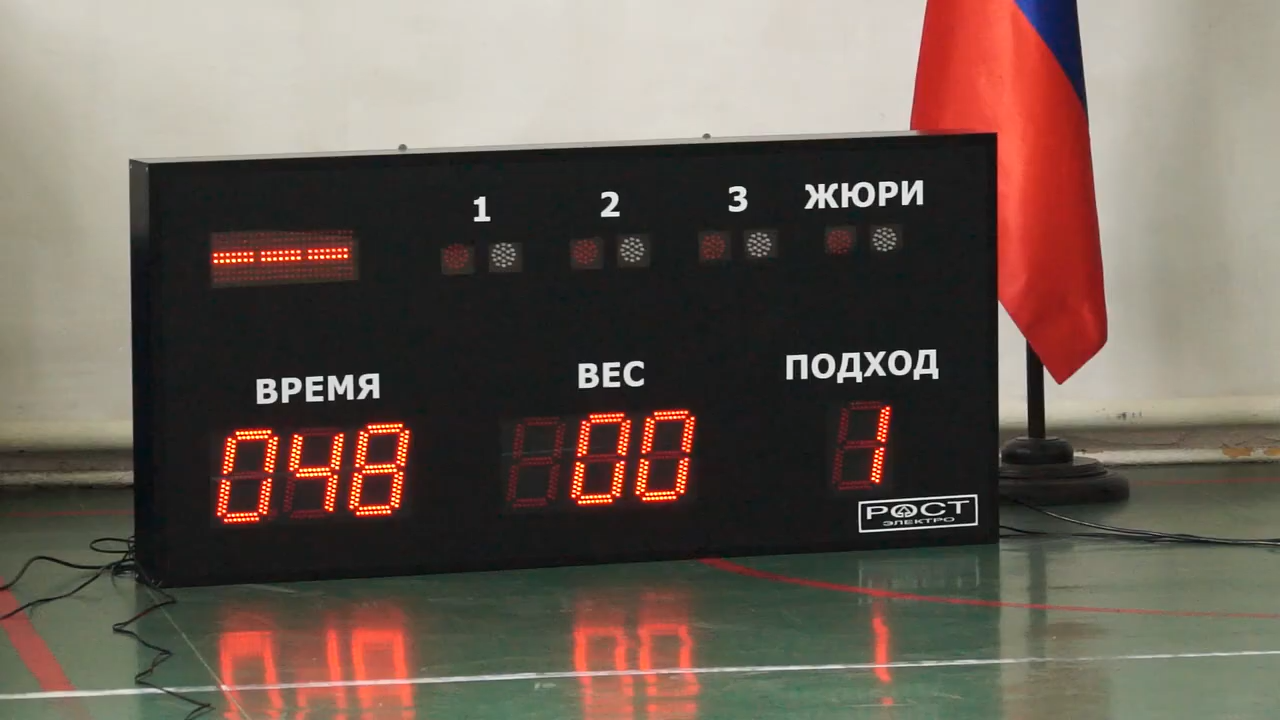 1 2 3 ЖЮРИ
--- 
ВРЕМЯ ВЕС ПОДХОД
048 00 1
РОСТ
ЭЛЕКТРО